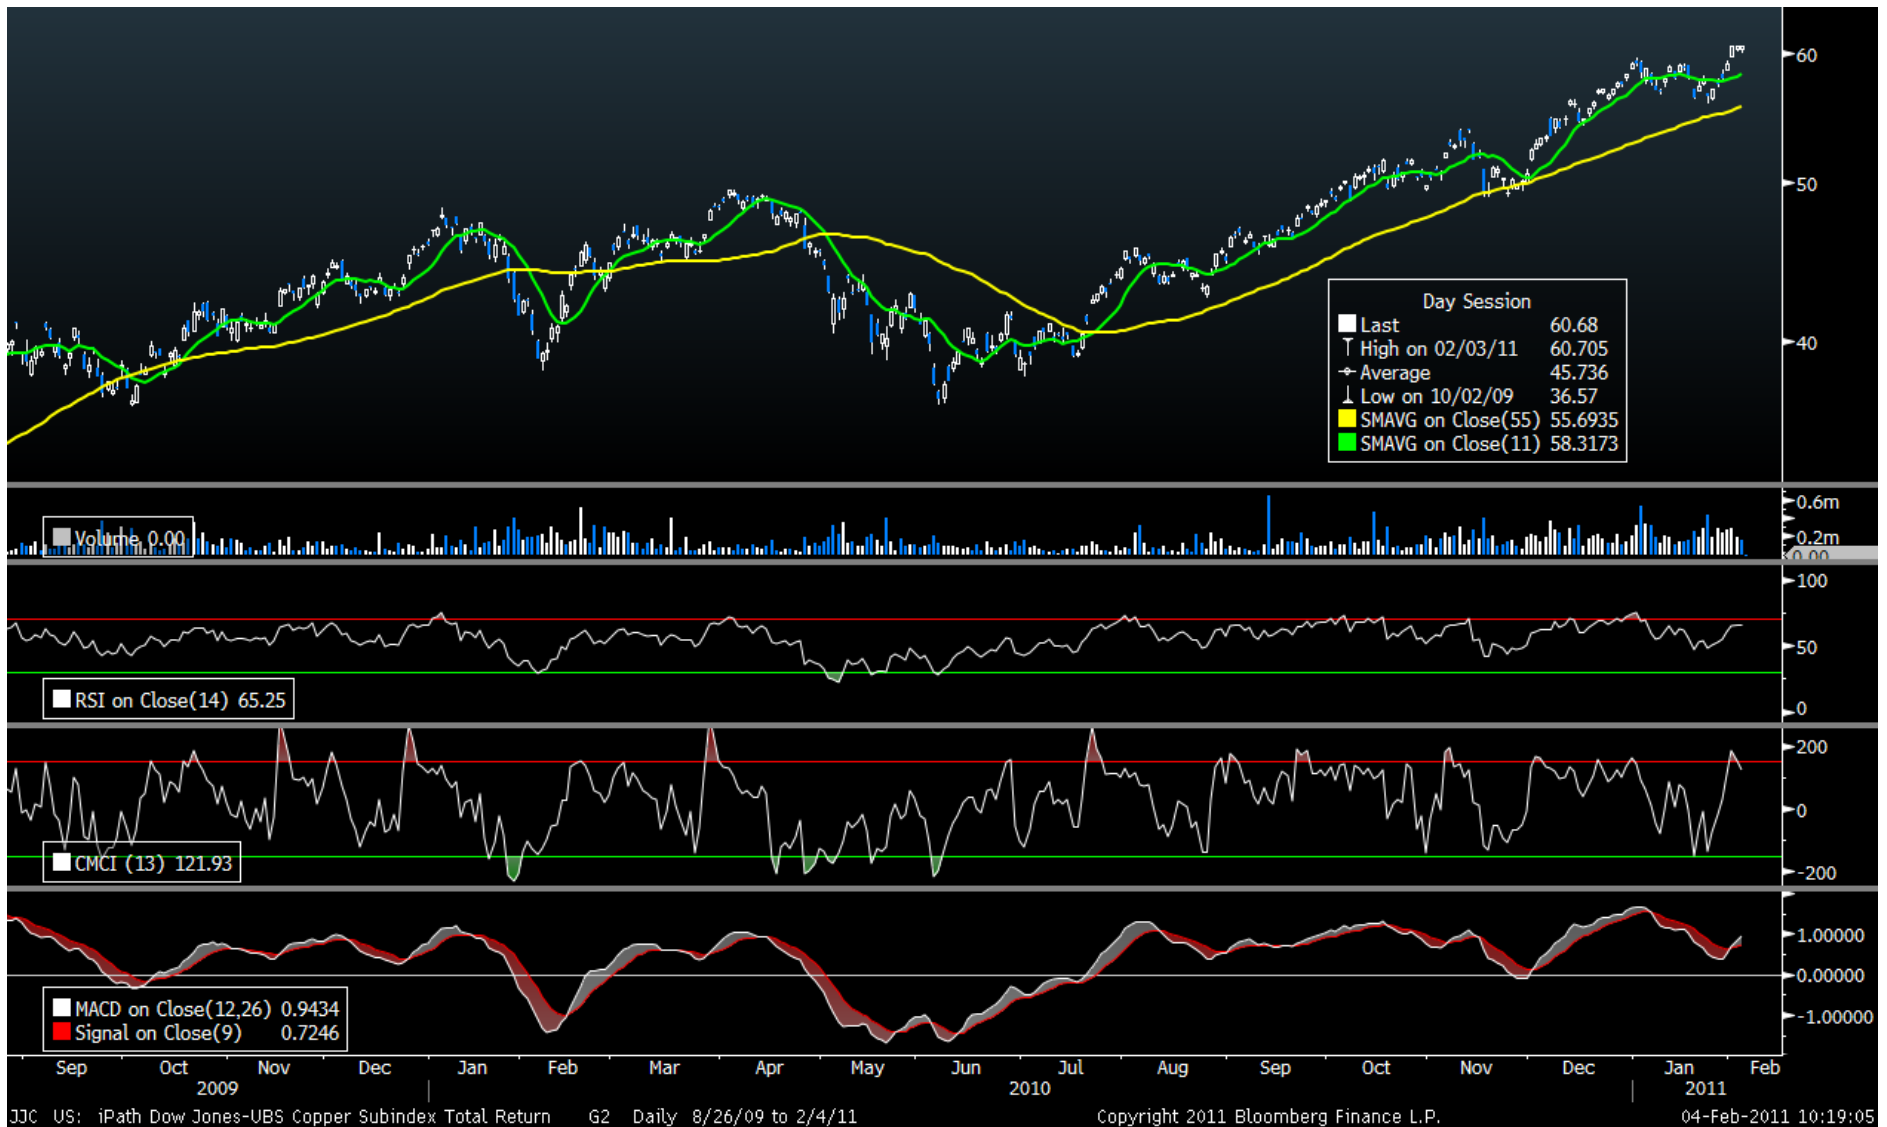 60
50
40
Day Session
Last 60.68
High on 02/03/11 60.705
Average 45.736
Low on 10/02/09 36.57
SMAVG on Close(55) 55.6935
SMAVG on Close(11) 58.3173
0.6m
0.2m
0.00
Volume 0.00
100
50
0
RSI on Close(14) 65.25
200
0
-200
CMCI (13) 121.93
1.00000
0.00000
-1.00000
MACD on Close(12,26) 0.9434
Signal on Close(9) 0.7246
Sep Oct Nov Dec Jan Feb Mar Apr May Jun Jul Aug Sep Oct Nov Dec Jan Feb
2009 2010 2011
JJC US: iPath Dow Jones-UBS Copper Subindex Total Return G2 Daily 8/26/09 to 2/4/11 Copyright 2011 Bloomberg Finance L.P. 04-Feb-2011 10:19:05